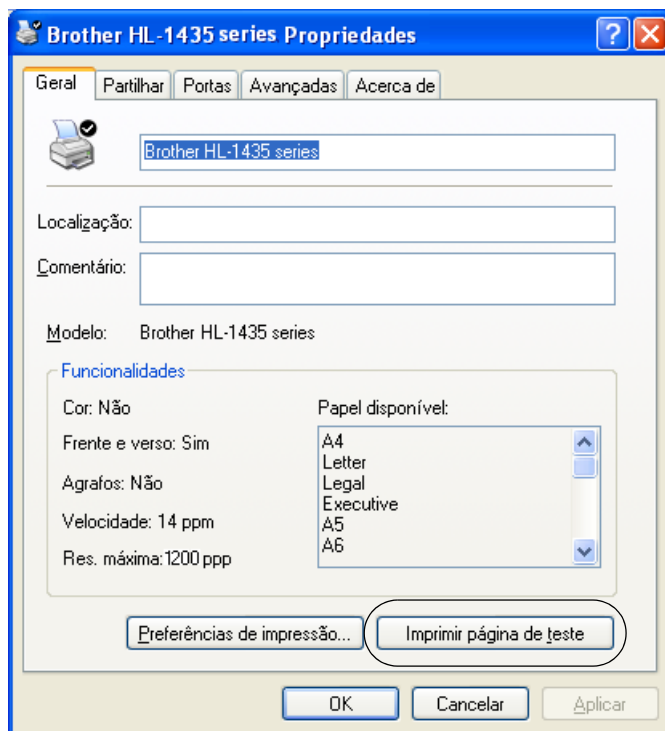 Brother HL-1435 series Propriedades
Geral Partilhar Portas Avançadas Acerca de
Brother HL-1435 series
Localização:
Comentário:
Modelo: Brother HL-1435 series
Funcionalidades
Cor: Não
Frente e verso: Sim
Agrafos: Não
Velocidade: 14 ppm
Res. máxima:1200 ppp
Papel disponível:
A4
Letter
Legal
Executive
A5
A6
Preferências de impressão... Imprimir página de teste
OK Cancelar Aplicar